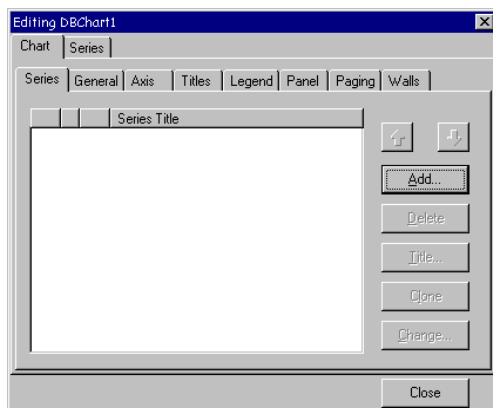 Editing DBChart1
Chart Series
Series General Axis Titles Legend Panel Paging Walls
Series Title
Add...
Delete
Title...
Clone
Change...
Close